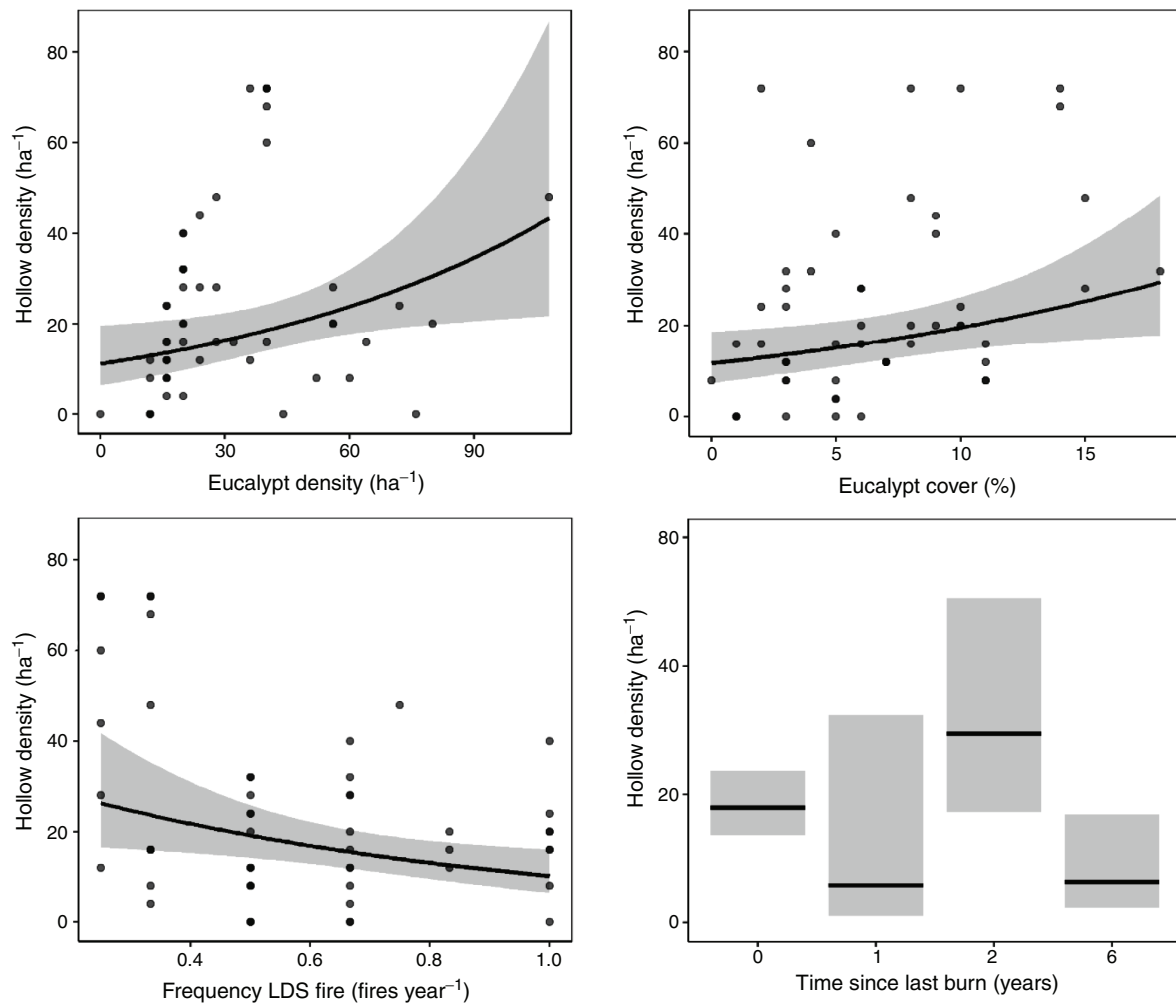 80
60
40
20
0
Hollow density (ha⁻¹)
0 30 60 90
Eucalypt density (ha⁻¹)
80
60
40
20
0
Hollow density (ha⁻¹)
0 5 10 15
Eucalypt cover (%)
80
60
40
20
0
Hollow density (ha⁻¹)
0.4 0.6 0.8 1.0
Frequency LDS fire (fires year⁻¹)
80
40
20
0
Hollow density (ha⁻¹)
0 1 2 6
Time since last burn (years)